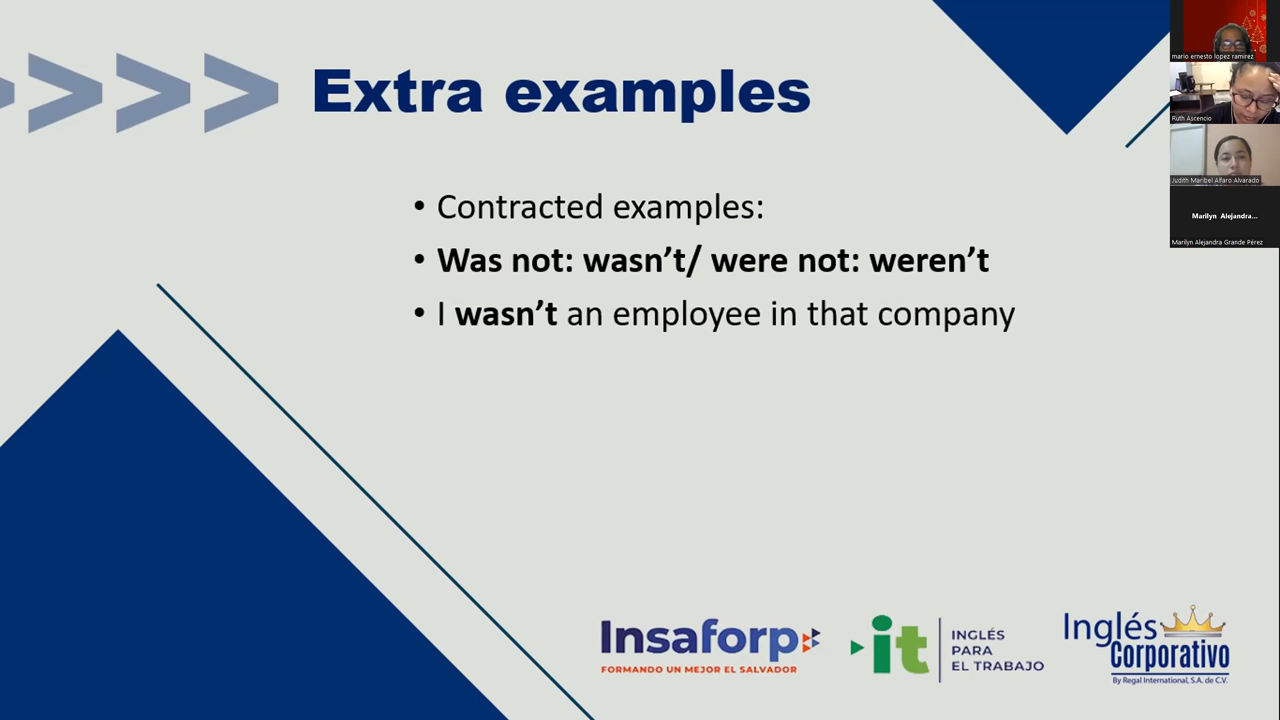 Extra examples
• Contracted examples:
• Was not: wasn’t/ were not: weren’t
• I wasn’t an employee in that company
mario ernesto lopez ramirez
Ruth Ascencio
Judith Maribel Alfaro Alvarado
Marilyn Alejandra...
Marilyn Alejandra Grande Pérez
Insaforp
FORMANDO UN MEJOR EL SALVADOR
it
INGLÉS
PARA
EL TRABAJO
Inglés
Corporativo
By Regal International, S.A. de C.V.